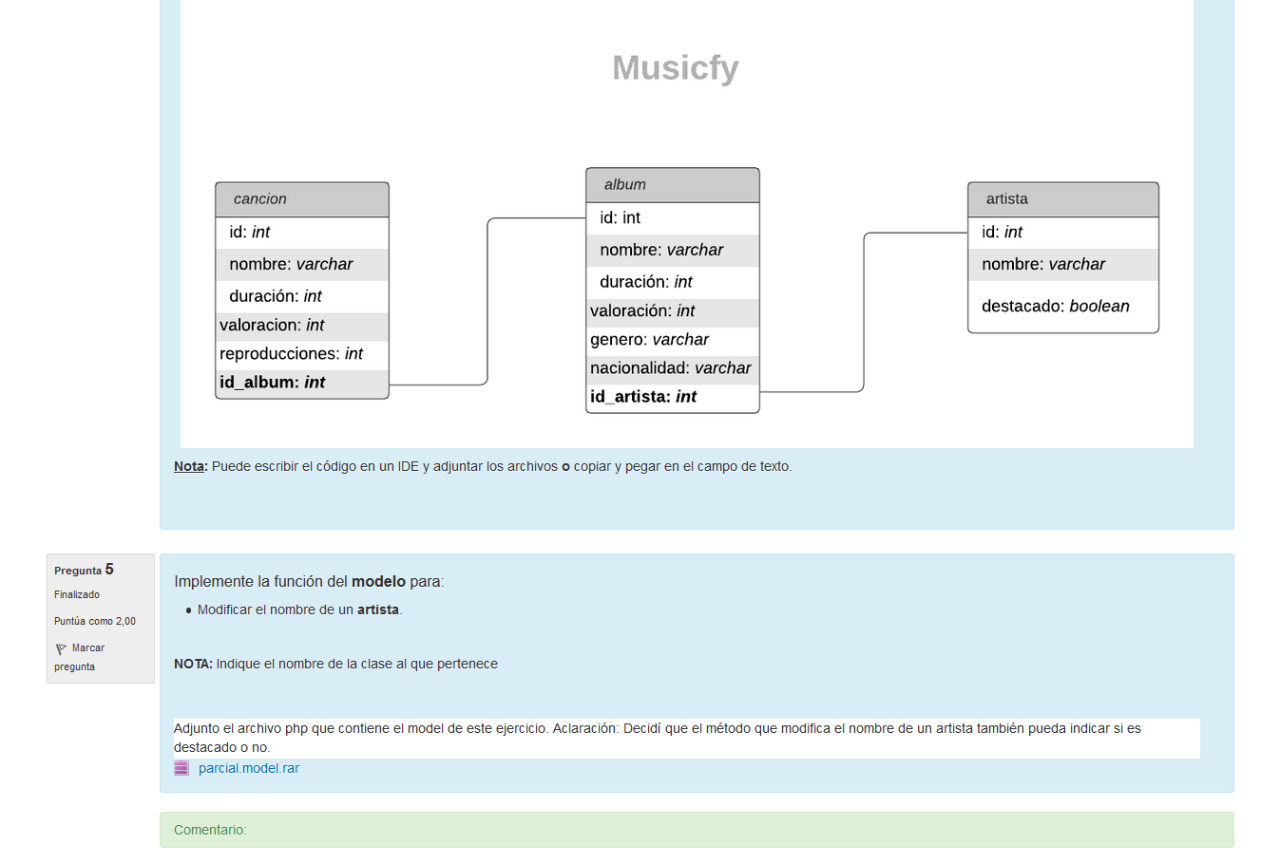 Musicfy
cancion
id: int
nombre: varchar
duración: int
valoracion: int
reproducciones: int
id_album: int
album
id: int
nombre: varchar
duración: int
valoración: int
genero: varchar
nacionalidad: varchar
id_artista: int
artista
id: int
nombre: varchar
destacado: boolean
Nota: Puede escribir el código en un IDE y adjuntar los archivos o copiar y pegar en el campo de texto.
Pregunta 5
Finalizado
Puntúa como 2,00
Marcar
pregunta
Implemente la función del modelo para:
• Modificar el nombre de un artista.
NOTA: Indique el nombre de la clase al que pertenece
Adjunto el archivo php que contiene el model de este ejercicio. Aclaración: Decidí que el método que modifica el nombre de un artista también pueda indicar si es
destacado o no.
parcial.model.rar
Comentario: